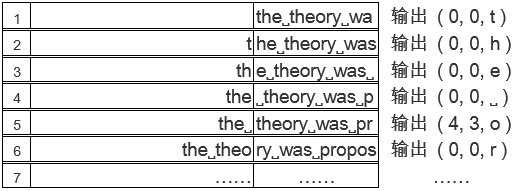 1 the␣theory␣wa 输出 ( 0, 0, t )
2 t he␣theory␣was 输出 ( 0, 0, h )
3 th e␣theory␣was␣ 输出 ( 0, 0, e )
4 the ␣theory␣was␣p 输出 ( 0, 0, ␣ )
5 the␣ theory␣was␣pr 输出 ( 4, 3, o )
6 the␣theo ry␣was␣propos 输出 ( 0, 0, r )
7 …… …… ……